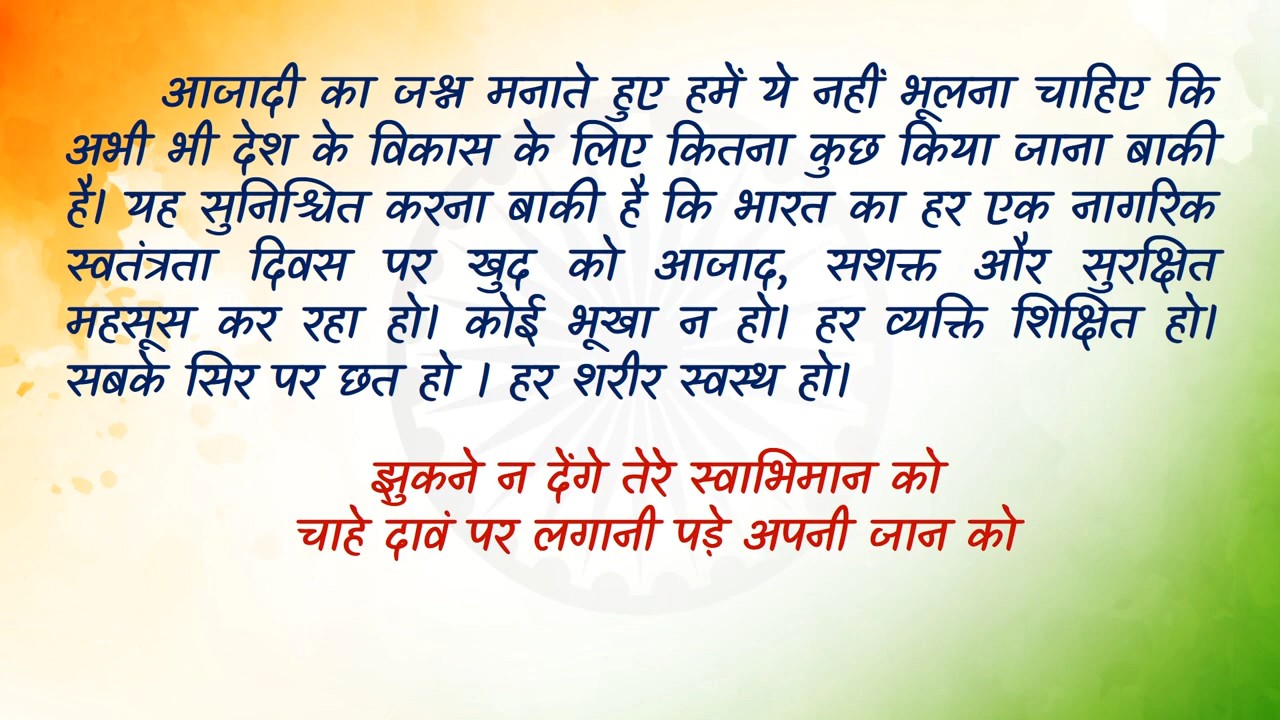 आजादी का जश्न मनाते हुए हमें ये नहीं भूलना चाहिए कि
अभी भी देश के विकास के लिए कितना कुछ किया जाना बाकी
है। यह सुनिश्चित करना बाकी है कि भारत का हर एक नागरिक
स्वतंत्रता दिवस पर खुद को आजाद, सशक्त और सुरक्षित
महसूस कर रहा हो। कोई भूखा न हो। हर व्यक्ति शिक्षित हो।
सबके सिर पर छत हो । हर शरीर स्वस्थ हो।
झुकने न देंगे तेरे स्वाभिमान को
चाहे दावं पर लगानी पड़े अपनी जान को